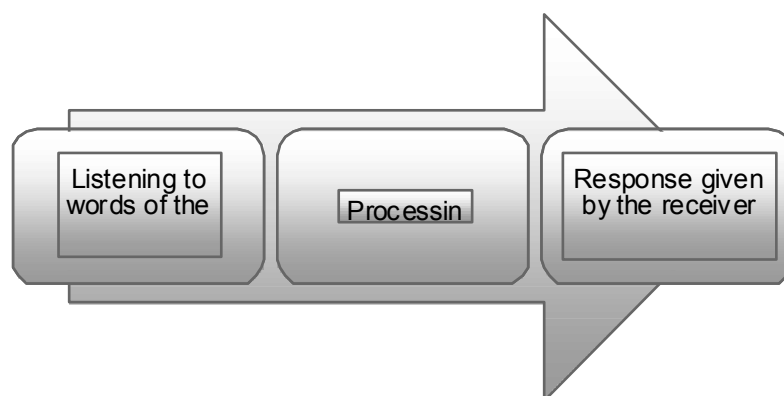 Listening to
words of the
Processin
Response given
by the receiver